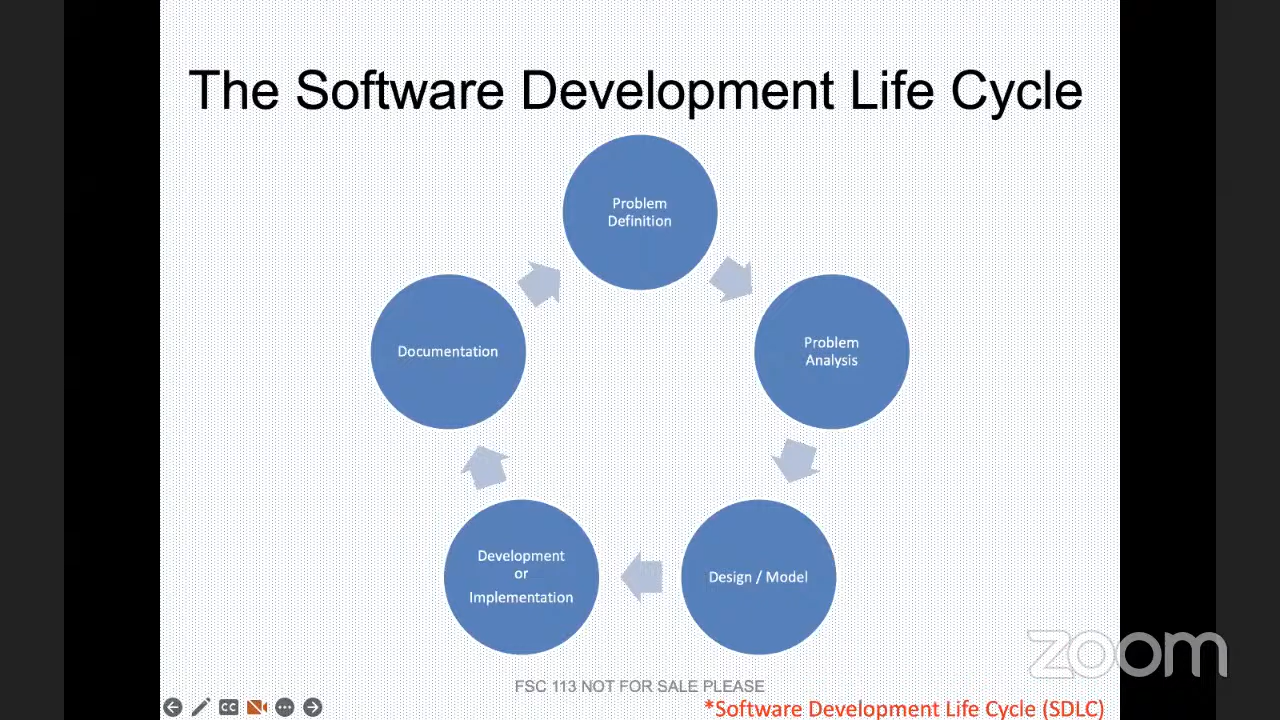 The Software Development Life Cycle
Problem
Definition
Problem
Analysis
Design / Model
Development
or
Implementation
Documentation
FSC 113 NOT FOR SALE PLEASE
*Software Development Life Cycle (SDLC)
CC
zoom